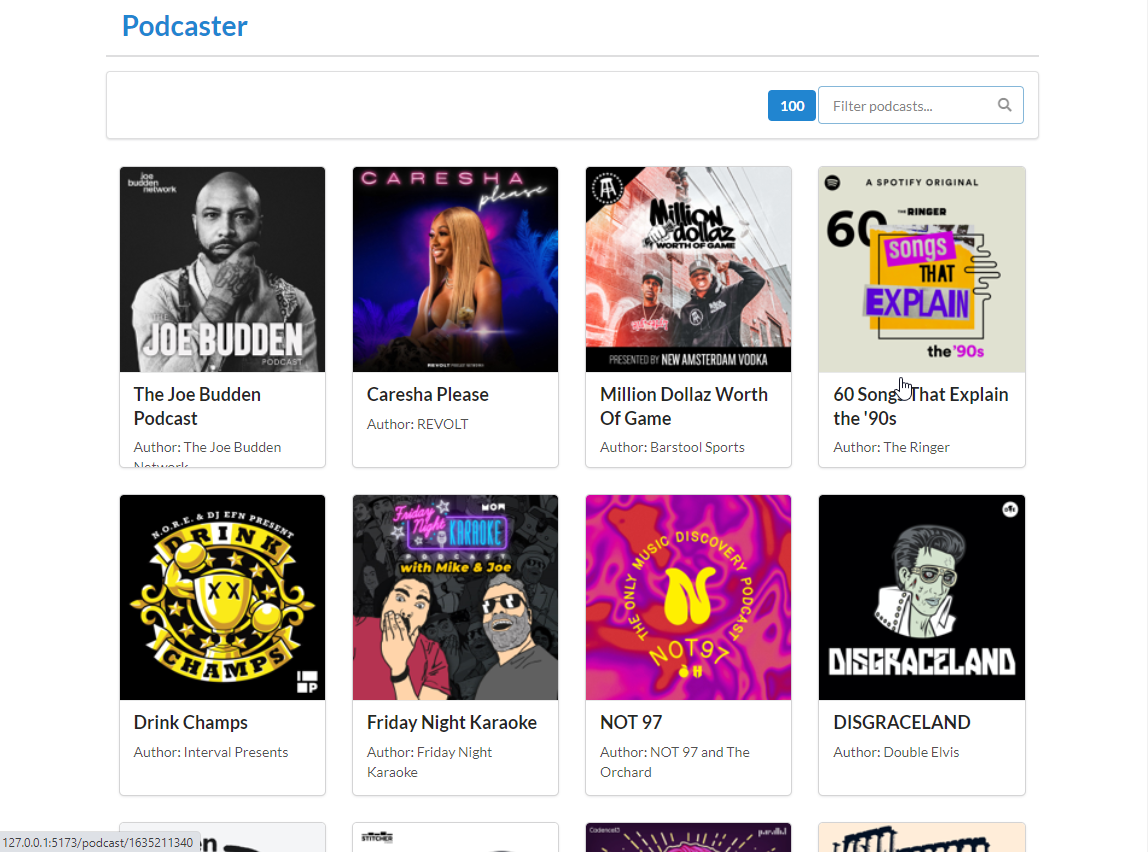 Podcaster
100
Filter podcasts...
joe
budden
network
THE
JOE BUDDEN
PODCAST
CARESHA
please
REVOLT PODCAST NETWORK
Million
dollaz
WORTH OF GAME
PRESENTED BY NEW AMSTERDAM VODKA
A SPOTIFY ORIGINAL
60
THE RINGER
songs
THAT
EXPLAIN
the '90s
The Joe Budden
Podcast
Author: The Joe Budden
Network
Caresha Please
Author: REVOLT
Million Dollaz Worth
Of Game
Author: Barstool Sports
60 Songs That Explain
the '90s
Author: The Ringer
N.O.R.E. & DJ EFN PRESENT
DRINK
CHAMPS
Friday
Night
KARAOKE
PODCAST
with Mike & Joe
THE ONLY MUSIC DISCOVERY PODCAST
N
NOT97
DISGRACELAND
Drink Champs
Author: Interval Presents
Friday Night Karaoke
Author: Friday Night
Karaoke
NOT 97
Author: NOT 97 and The
Orchard
DISGRACELAND
Author: Double Elvis
STITCHER
Cadence13
parallel
127.0.0.1:5173/podcast/1635211340